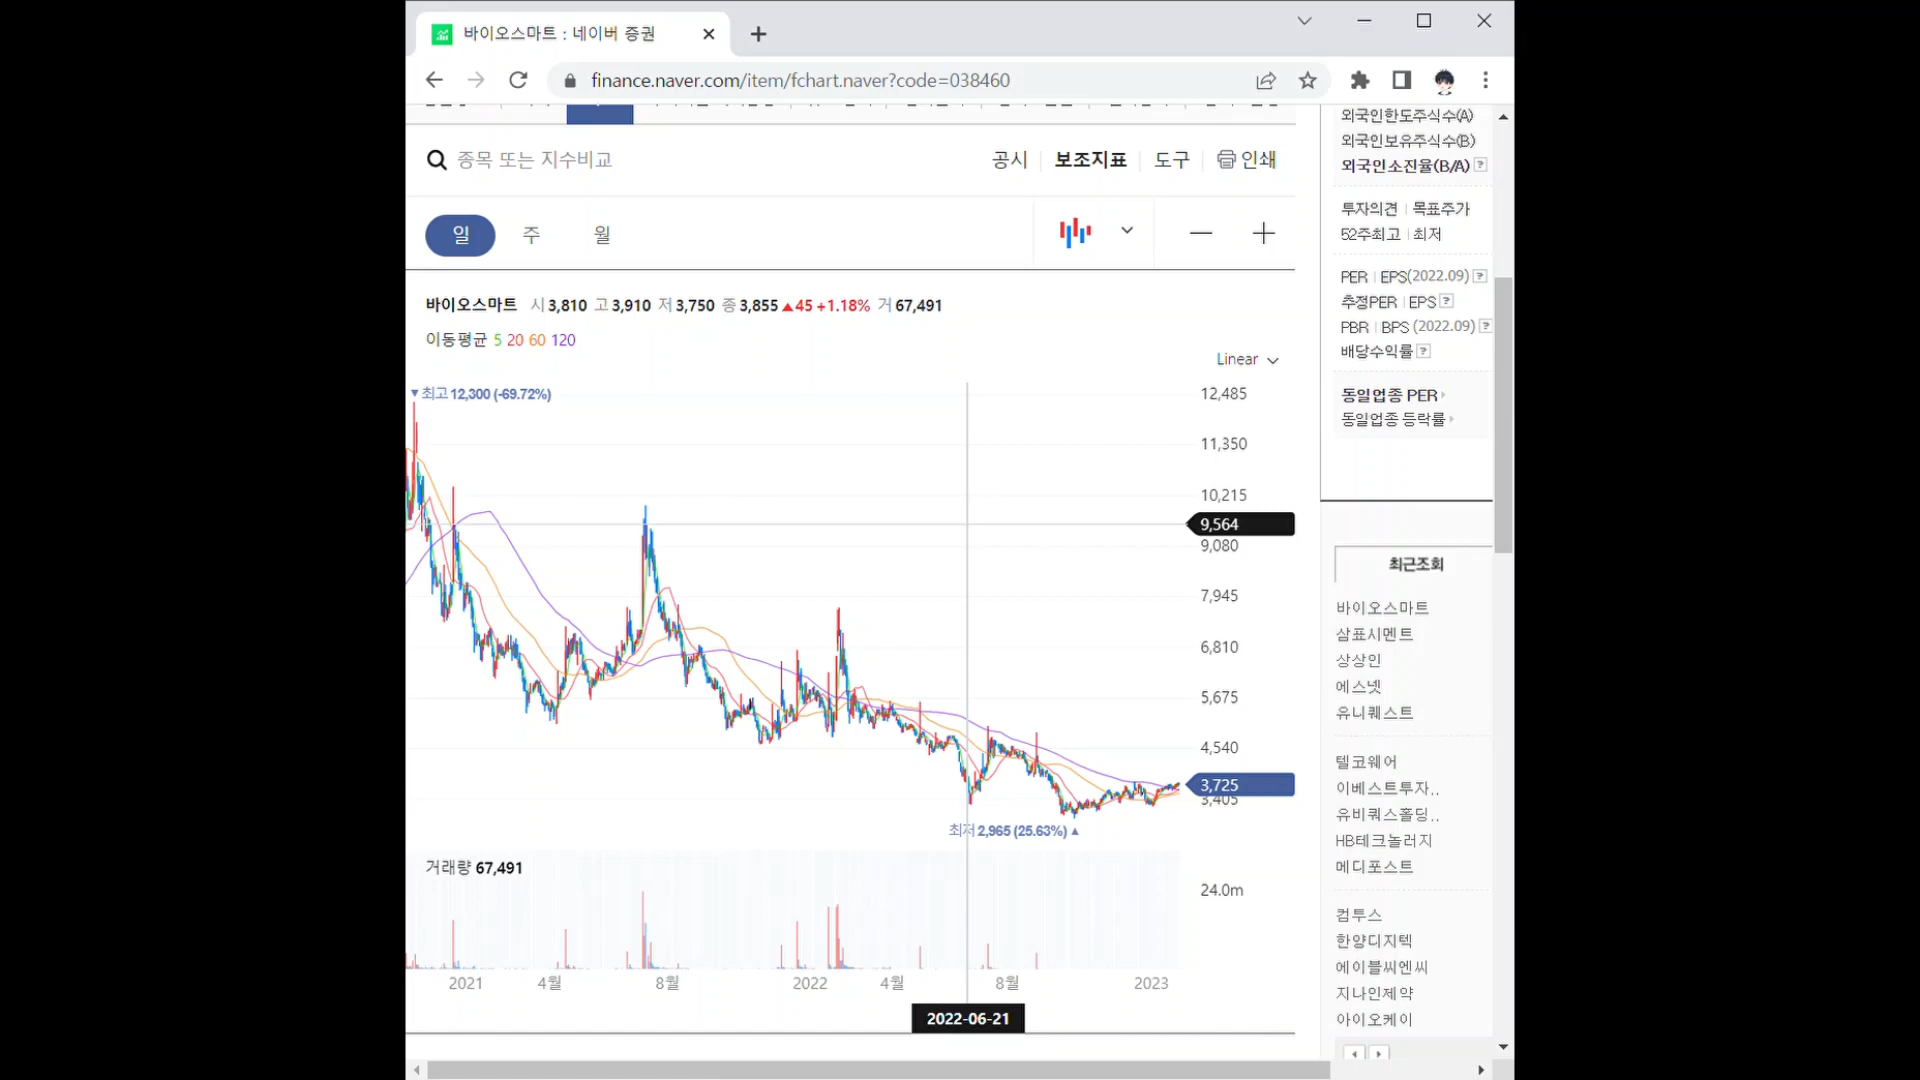 바이오스마트 : 네이버 증권
finance.naver.com/item/fchart.naver?code=038460
종목 또는 지수비교
공시 보조지표 도구 인쇄
일 주 월
바이오스마트 시 3,810 고 3,910 저 3,750 종 3,855 ▲45 +1.18% 거 67,491
이동평균 5 20 60 120
Linear
▼최고 12,300 (-69.72%)
12,485
11,350
10,215
9,564
9,080
7,945
6,810
5,675
4,540
3,725
3,405
최저 2,965 (25.63%) ▲
거래량 67,491
24.0m
2021 4월 8월 2022 4월 8월 2023
2022-06-21
외국인한도주식수(A)
외국인보유주식수(B)
외국인소진율(B/A) ?
투자의견 | 목표주가
52주최고 | 최저
PER | EPS(2022.09) ?
추정PER | EPS ?
PBR | BPS (2022.09) ?
배당수익률 ?
동일업종 PER
동일업종 등락률
최근조회
바이오스마트
삼표시멘트
상상인
에스넷
유니퀘스트
텔코웨어
이베스트투자..
유비쿼스홀딩..
HB테크놀러지
메디포스트
컴투스
한양디지텍
에이블씨엔씨
지나인제약
아이오케이